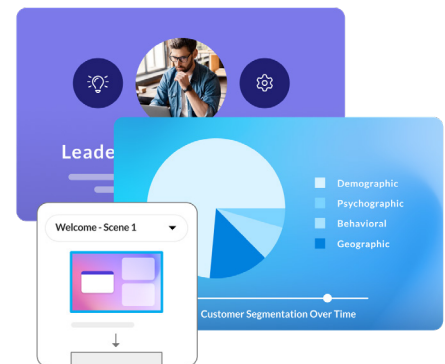 Leade
Demographic
Psychographic
Behavioral
Geographic
Welcome - Scene 1
Customer Segmentation Over Time